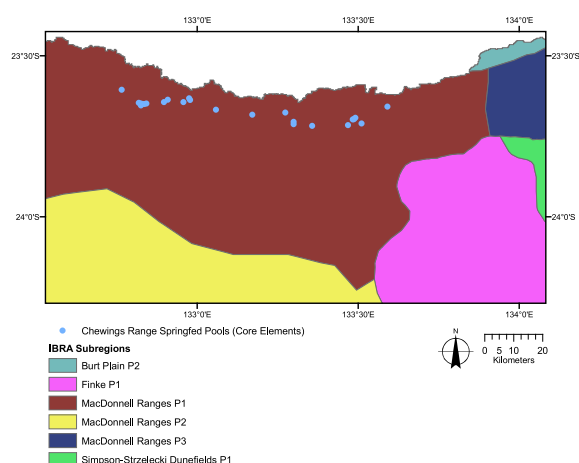 133°0'E 133°30'E 134°0'E
23°30'S 23°30'S
24°0'S 24°0'S
133°0'E 133°30'E 134°0'E
Chewings Range Springfed Pools (Core Elements)
IBRA Subregions
Burt Plain P2
Finke P1
MacDonnell Ranges P1
MacDonnell Ranges P2
MacDonnell Ranges P3
Simpson-Strzelecki Dunefields P1
N
0 5 10 20
Kilometers